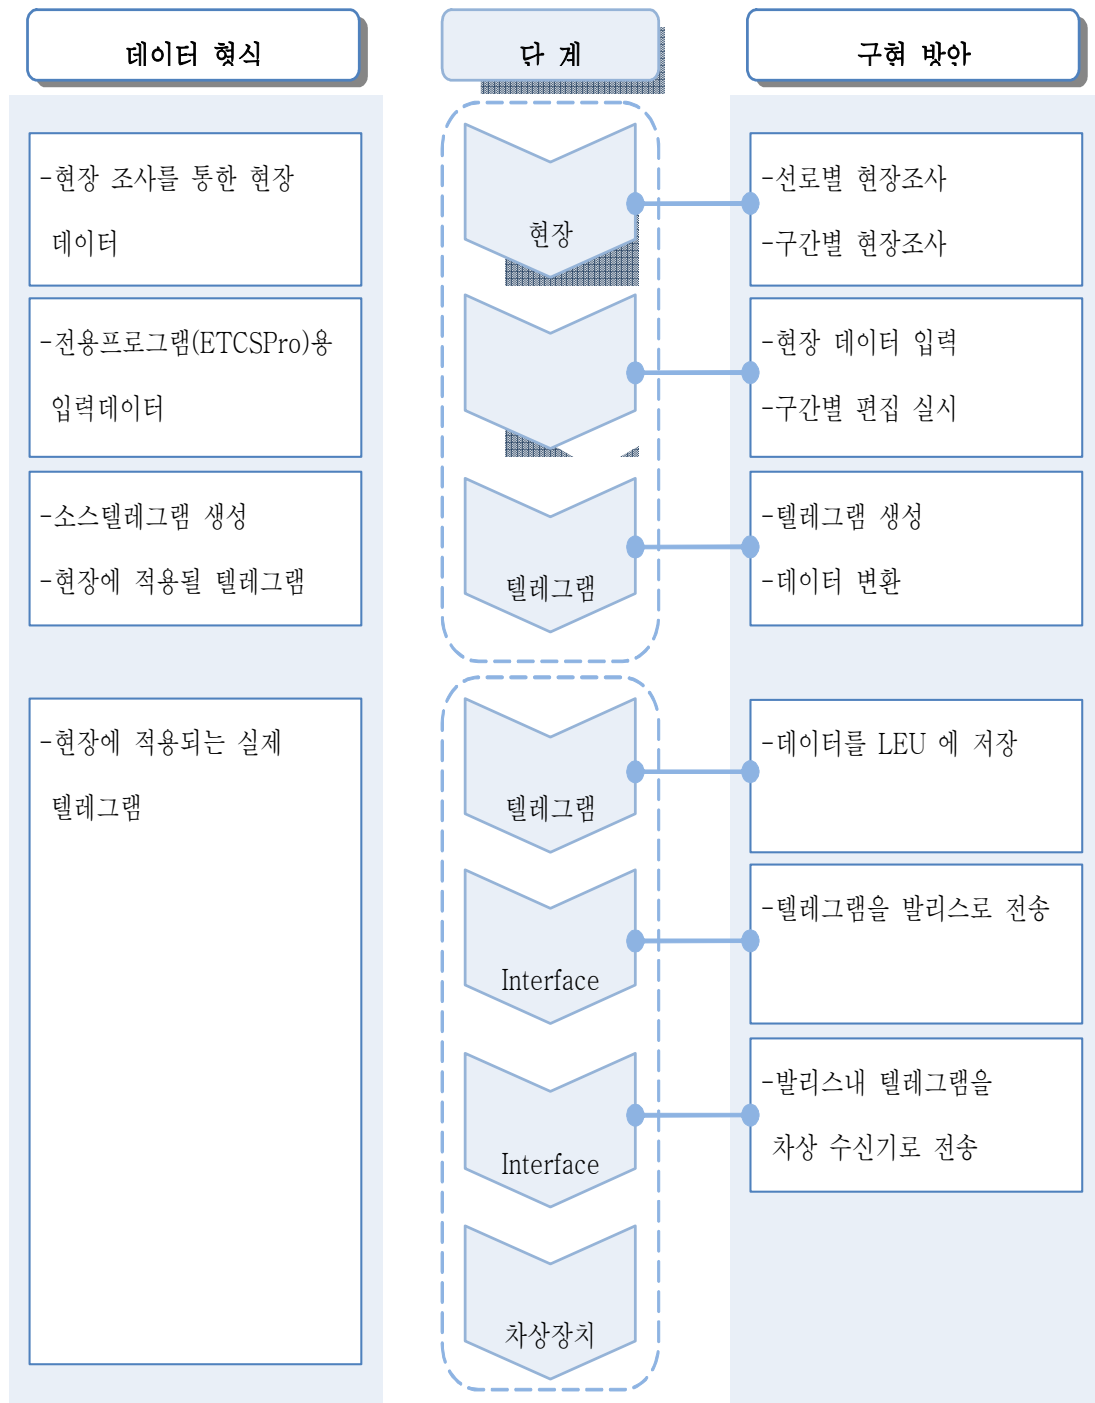 데이터 형식
단 계
구현 방안
-현장 조사를 통한 현장
데이터
현장
-선로별 현장조사
-구간별 현장조사
-전용프로그램(ETCSPro)용
입력데이터
-현장 데이터 입력
-구간별 편집 실시
-소스텔레그램 생성
-현장에 적용될 텔레그램
텔레그램
-텔레그램 생성
-데이터 변환
-현장에 적용되는 실제
텔레그램
텔레그램
-데이터를 LEU 에 저장
Interface
-텔레그램을 발리스로 전송
Interface
-발리스내 텔레그램을
차상 수신기로 전송
차상장치